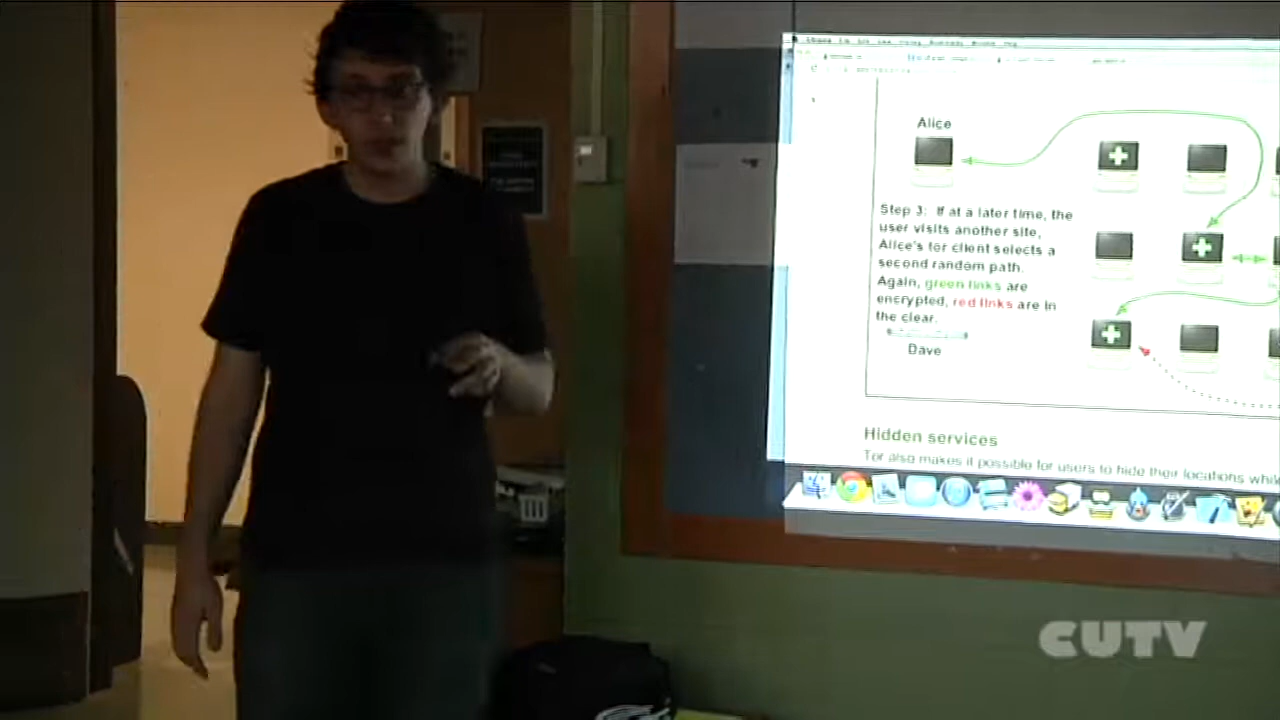 Alice
Step 3: If at a later time, the
user visits another site,
Alice's tor client selects a
second random path.
Again, green links are
encrypted, red links are in
the clear.
Dave
Hidden services
Tor also makes it possible for users to hide their locations
CUTV